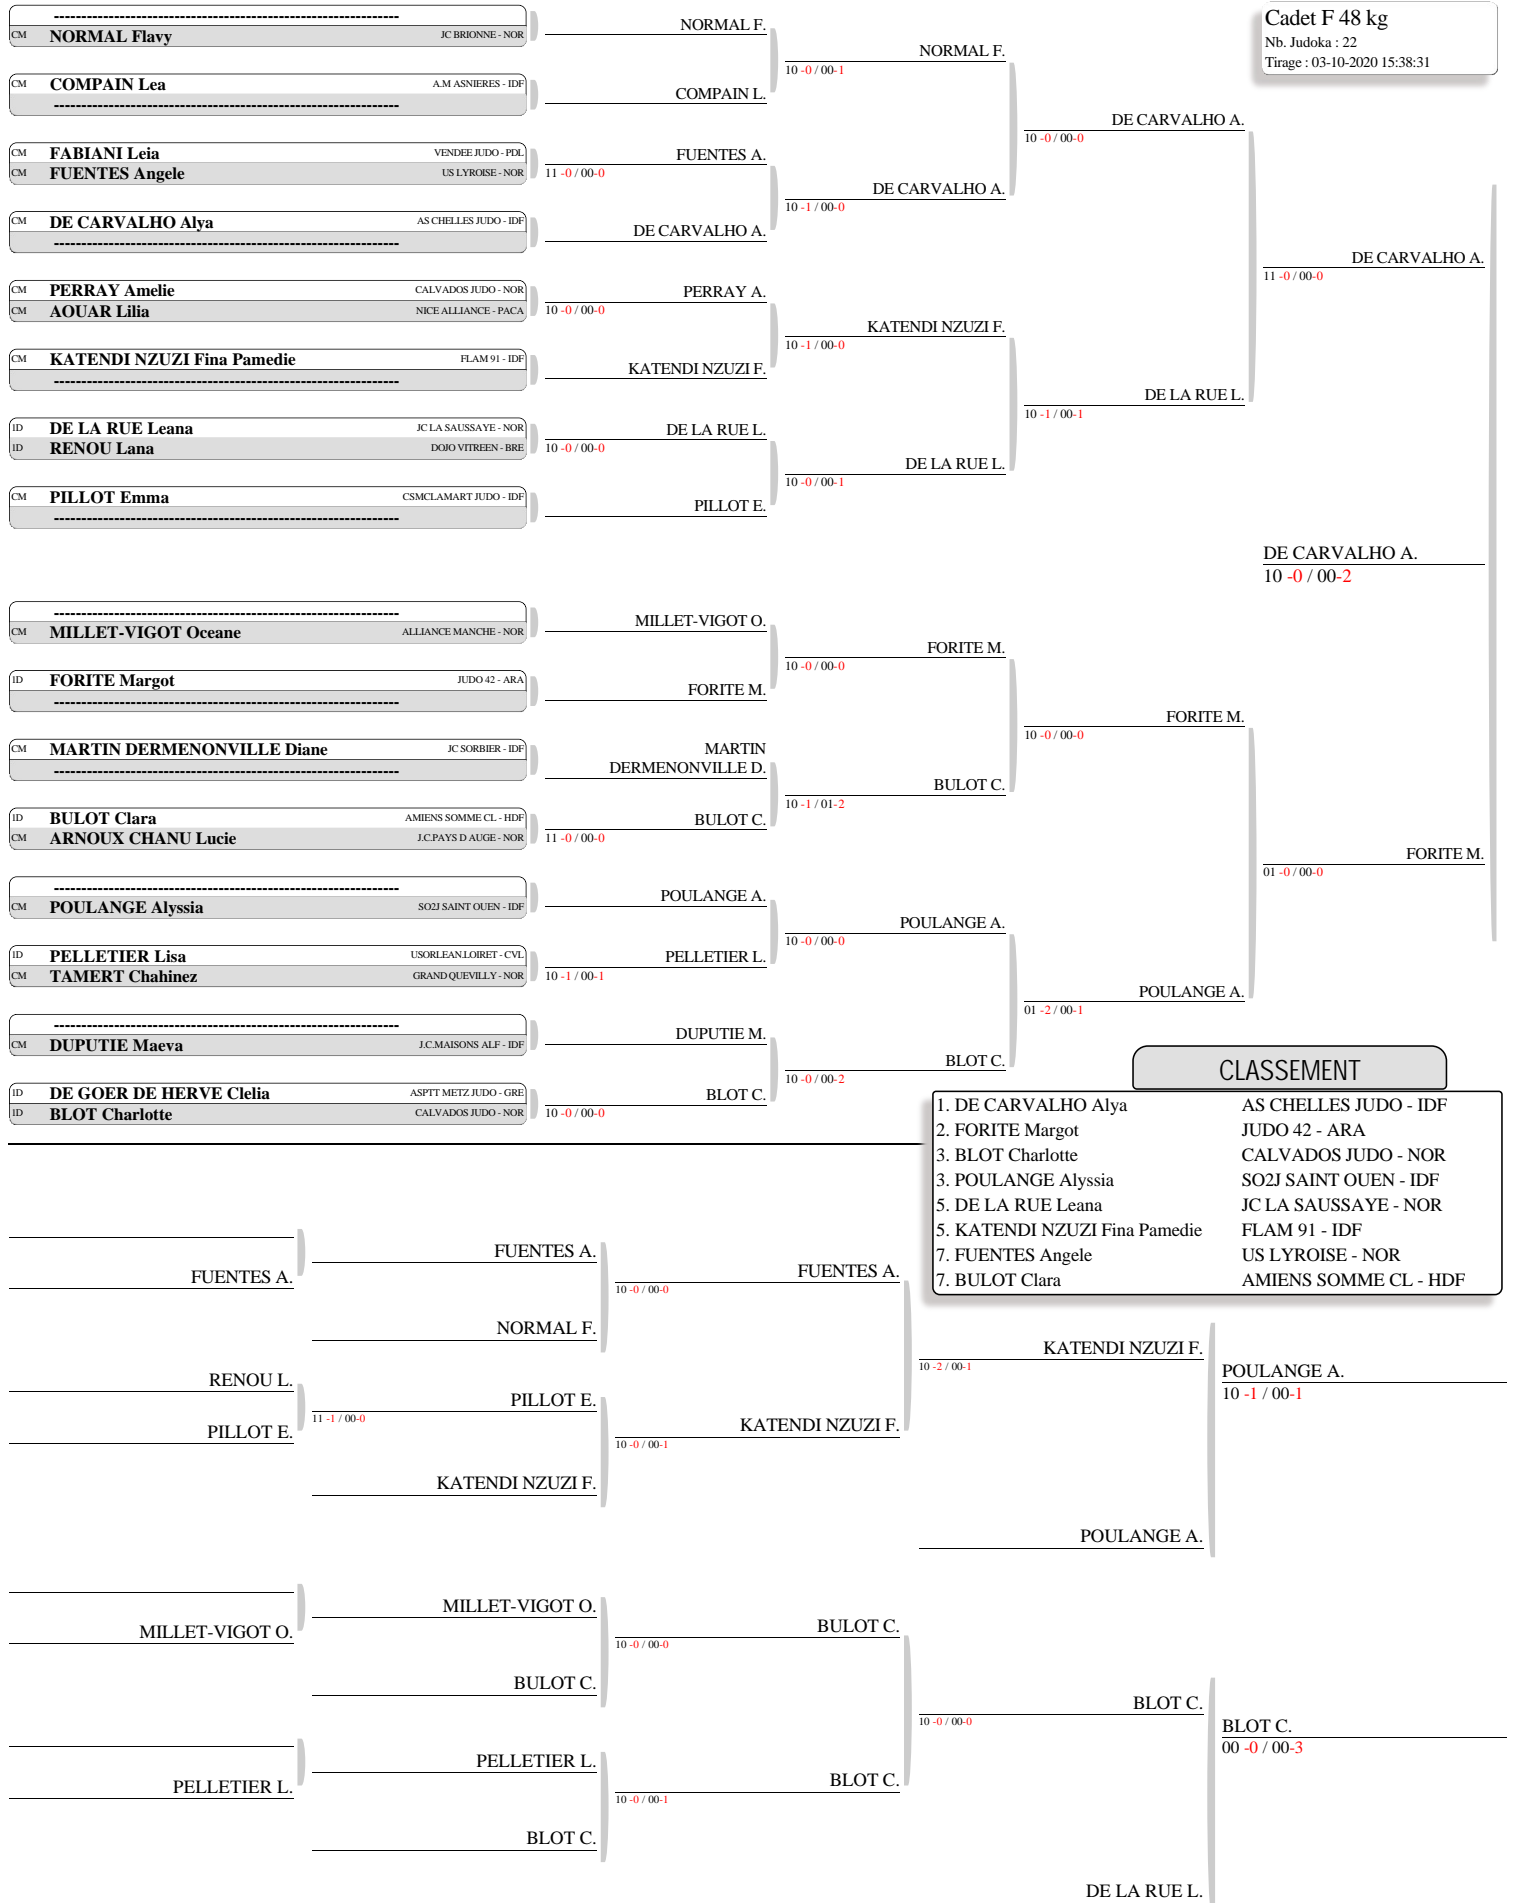 Cadet F 48 kg
Nb. Judoka : 22
Tirage : 03-10-2020 15:38:31
------------------------------------------------------------
CM NORMAL Flavy JC BRIONNE - NOR
CM COMPAIN Lea A.M ASNIERES - IDF
------------------------------------------------------------
CM FABIANI Leia VENDEE JUDO - PDL
CM FUENTES Angele US LYROISE - NOR
CM DE CARVALHO Alya AS CHELLES JUDO - IDF
------------------------------------------------------------
CM PERRAY Amelie CALVADOS JUDO - NOR
CM AOUAR Lilia NICE ALLIANCE - PACA
CM KATENDI NZUZI Fina Pamedie FLAM 91 - IDF
------------------------------------------------------------
1D DE LA RUE Leana JC LA SAUSSAYE - NOR
1D RENOU Lana DOJO VITREEN - BRE
CM PILLOT Emma CSMCLAMART JUDO - IDF
------------------------------------------------------------
NORMAL F.
COMPAIN L.
FUENTES A.
11 -0 / 00-0
DE CARVALHO A.
PERRAY A.
10 -0 / 00-0
KATENDI NZUZI F.
DE LA RUE L.
10 -0 / 00-0
PILLOT E.
NORMAL F.
10 -0 / 00-1
DE CARVALHO A.
10 -1 / 00-0
KATENDI NZUZI F.
10 -1 / 00-0
DE LA RUE L.
10 -0 / 00-1
DE CARVALHO A.
10 -0 / 00-0
DE LA RUE L.
10 -1 / 00-1
DE CARVALHO A.
11 -0 / 00-0
DE CARVALHO A.
10 -0 / 00-2
------------------------------------------------------------
CM MILLET-VIGOT Oceane ALLIANCE MANCHE - NOR
1D FORITE Margot JUDO 42 - ARA
------------------------------------------------------------
CM MARTIN DERMENONVILLE Diane JC SORBIER - IDF
------------------------------------------------------------
1D BULOT Clara AMIENS SOMME CL - HDF
CM ARNOUX CHANU Lucie J.C.PAYS D AUGE - NOR
------------------------------------------------------------
CM POULANGE Alyssia SO2J SAINT OUEN - IDF
1D PELLETIER Lisa USORLEAN.LOIRET - CVL
CM TAMERT Chahinez GRAND QUEVILLY - NOR
------------------------------------------------------------
CM DUPUTIE Maeva J.C.MAISONS ALF - IDF
1D DE GOER DE HERVE Clelia ASPTT METZ JUDO - GRE
1D BLOT Charlotte CALVADOS JUDO - NOR
MILLET-VIGOT O.
FORITE M.
MARTIN
DERMENONVILLE D.
BULOT C.
11 -0 / 00-0
POULANGE A.
PELLETIER L.
10 -1 / 00-1
DUPUTIE M.
BLOT C.
10 -0 / 00-0
FORITE M.
10 -0 / 00-0
BULOT C.
10 -1 / 01-2
POULANGE A.
10 -0 / 00-0
BLOT C.
10 -0 / 00-2
FORITE M.
10 -0 / 00-0
POULANGE A.
01 -2 / 00-1
FORITE M.
01 -0 / 00-0
CLASSEMENT
1. DE CARVALHO Alya AS CHELLES JUDO - IDF
2. FORITE Margot JUDO 42 - ARA
3. BLOT Charlotte CALVADOS JUDO - NOR
3. POULANGE Alyssia SO2J SAINT OUEN - IDF
5. DE LA RUE Leana JC LA SAUSSAYE - NOR
5. KATENDI NZUZI Fina Pamedie FLAM 91 - IDF
7. FUENTES Angele US LYROISE - NOR
7. BULOT Clara AMIENS SOMME CL - HDF
FUENTES A.
RENOU L.
PILLOT E.
FUENTES A.
NORMAL F.
PILLOT E.
11 -1 / 00-0
KATENDI NZUZI F.
FUENTES A.
10 -0 / 00-0
KATENDI NZUZI F.
10 -0 / 00-1
KATENDI NZUZI F.
10 -2 / 00-1
POULANGE A.
POULANGE A.
10 -1 / 00-1
MILLET-VIGOT O.
PELLETIER L.
MILLET-VIGOT O.
BULOT C.
PELLETIER L.
BLOT C.
BULOT C.
10 -0 / 00-0
BLOT C.
10 -0 / 00-1
BLOT C.
10 -0 / 00-0
DE LA RUE L.
BLOT C.
00 -0 / 00-3